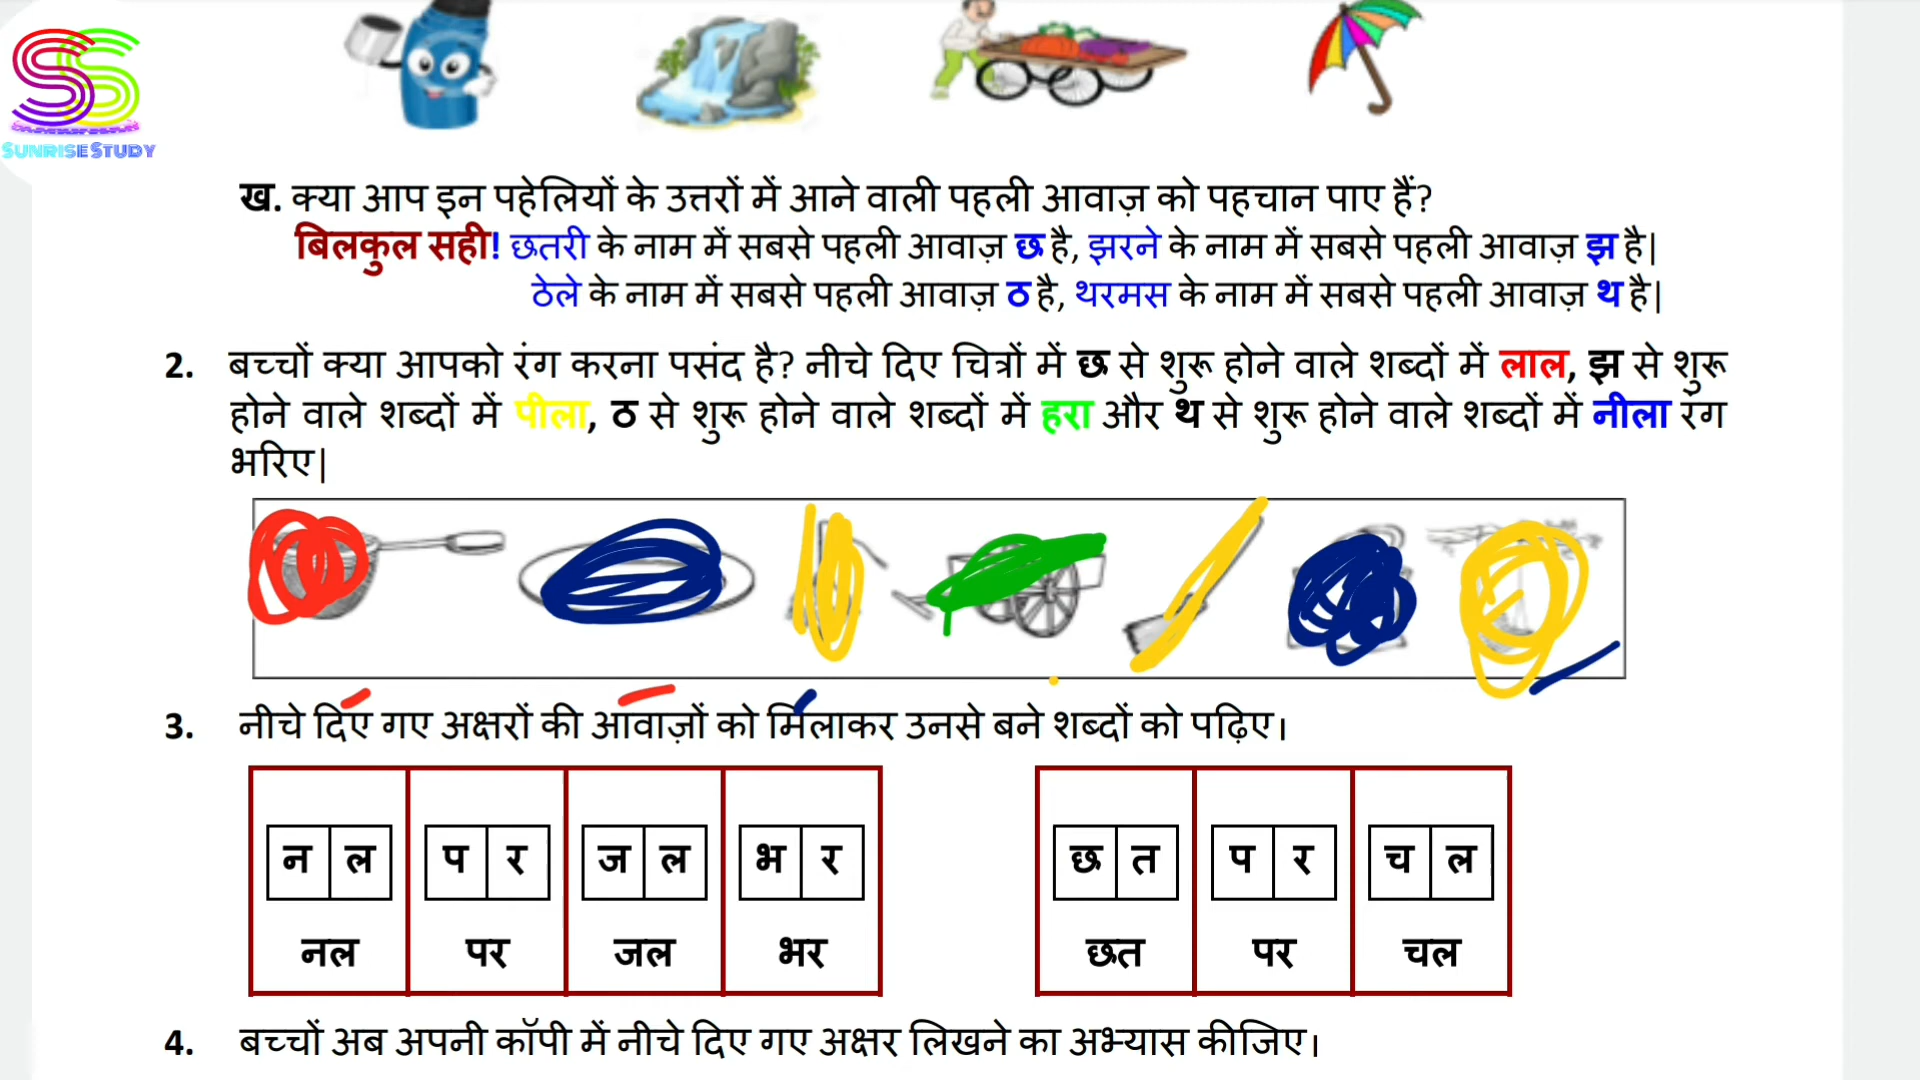 SS
SUNRISE STUDY
ख. क्या आप इन पहेलियों के उत्तरों में आने वाली पहली आवाज़ को पहचान पाए हैं?
बिलकुल सही! छतरी के नाम में सबसे पहली आवाज़ छ है, झरने के नाम में सबसे पहली आवाज़ झ है|
ठेले के नाम में सबसे पहली आवाज़ ठ है, थरमस के नाम में सबसे पहली आवाज़ थ है|
2. बच्चों क्या आपको रंग करना पसंद है? नीचे दिए चित्रों में छ से शुरू होने वाले शब्दों में लाल, झ से शुरू
होने वाले शब्दों में पीला, ठ से शुरू होने वाले शब्दों में हरा और थ से शुरू होने वाले शब्दों में नीला रंग
भरिए|
3. नीचे दिए गए अक्षरों की आवाज़ों को मिलाकर उनसे बने शब्दों को पढ़िए।
न ल प र ज ल भ र छ त प र च ल
नल पर जल भर छत पर चल
4. बच्चों अब अपनी कॉपी में नीचे दिए गए अक्षर लिखने का अभ्यास कीजिए।